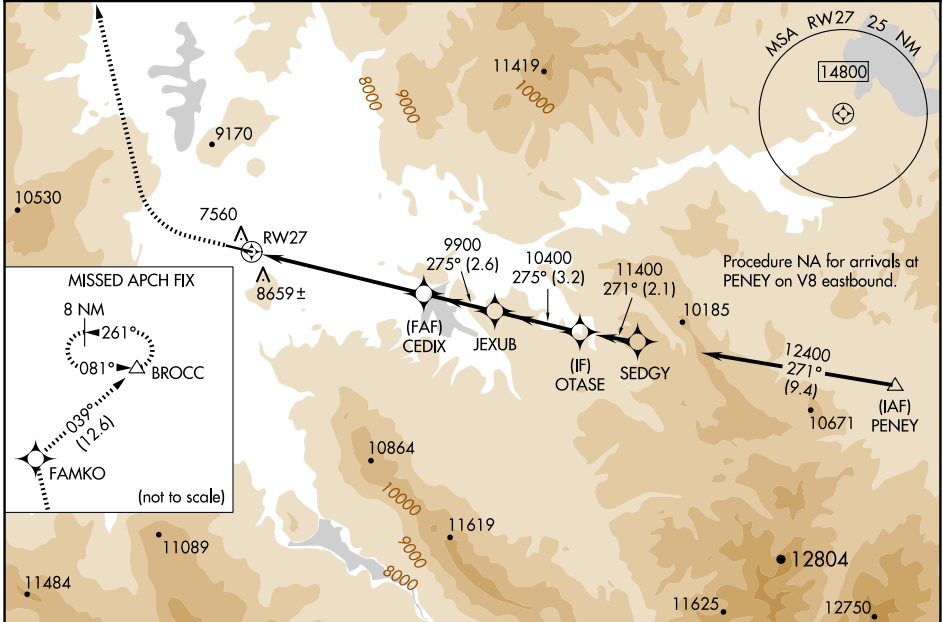 MSA RW27 25 NM
14800
11419
8000
9000
10000
9170
10530
7560
RW27
8659±
9900
275° (2.6)
10400
275° (3.2)
11400
271° (2.1)
Procedure NA for arrivals at
PENEY on V8 eastbound.
10185
(FAF)
CEDIX
JEXUB
(IF)
OTASE
SEDGY
12400
271°
(9.4)
(IAF)
PENEY
10671
MISSED APCH FIX
8 NM
261°
081°
BROCC
039°
(12.6)
FAMKO
(not to scale)
10864
10000
11619
9000
8000
11089
11484
12804
11625
12750